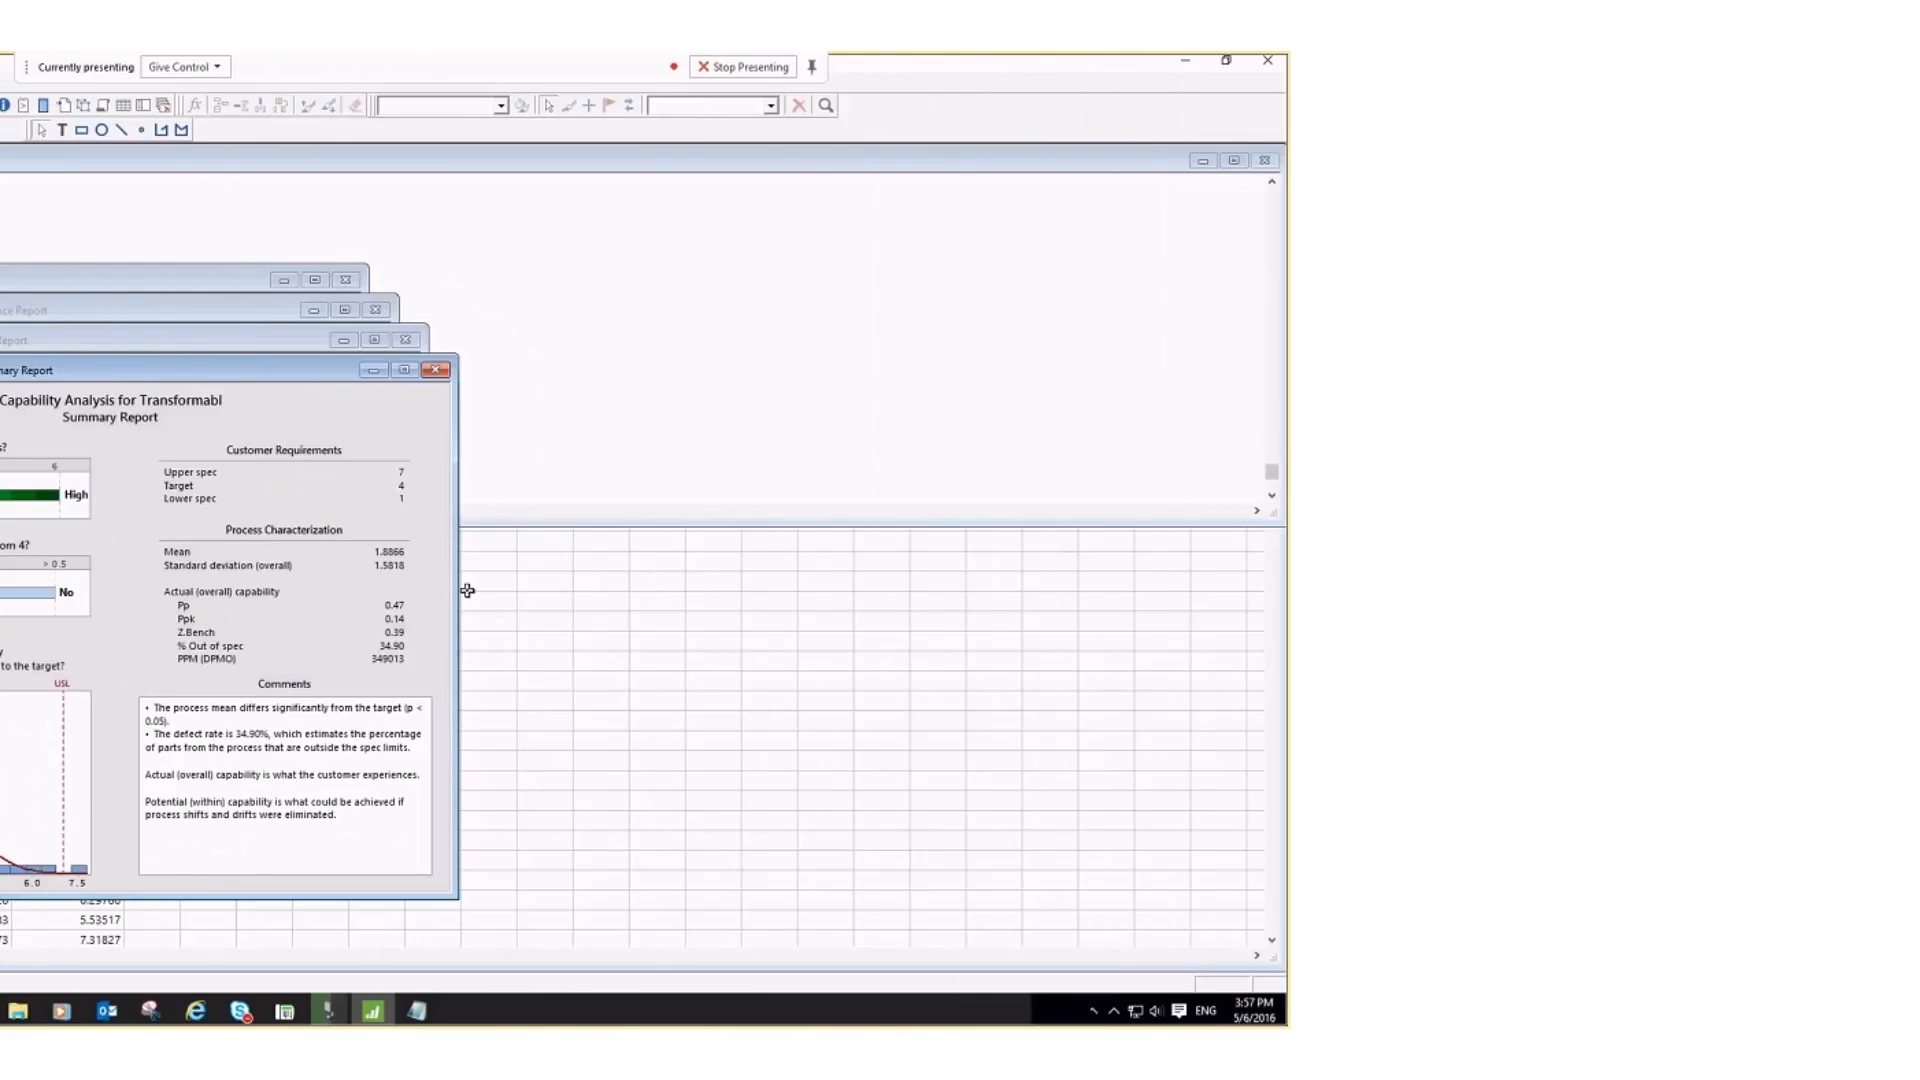 Currently presenting Give Control Stop Presenting
fx
T
ce Report
eport
mary Report
Capability Analysis for Transformabl
Summary Report
s?
6
High
om 4?
> 0.5
No
y
to the target?
USL
6.0 7.5
Customer Requirements
Upper spec 7
Target 4
Lower spec 1
Process Characterization
Mean 1.8866
Standard deviation (overall) 1.5818
Actual (overall) capability
Pp 0.47
Ppk 0.14
Z.Bench 0.39
% Out of spec 34.90
PPM (DPMO) 349013
Comments
• The process mean differs significantly from the target (p <
0.05).
• The defect rate is 34.90%, which estimates the percentage
of parts from the process that are outside the spec limits.
Actual (overall) capability is what the customer experiences.
Potential (within) capability is what could be achieved if
process shifts and drifts were eliminated.
5.53517
73 7.31827
ENG
3:57 PM
5/6/2016